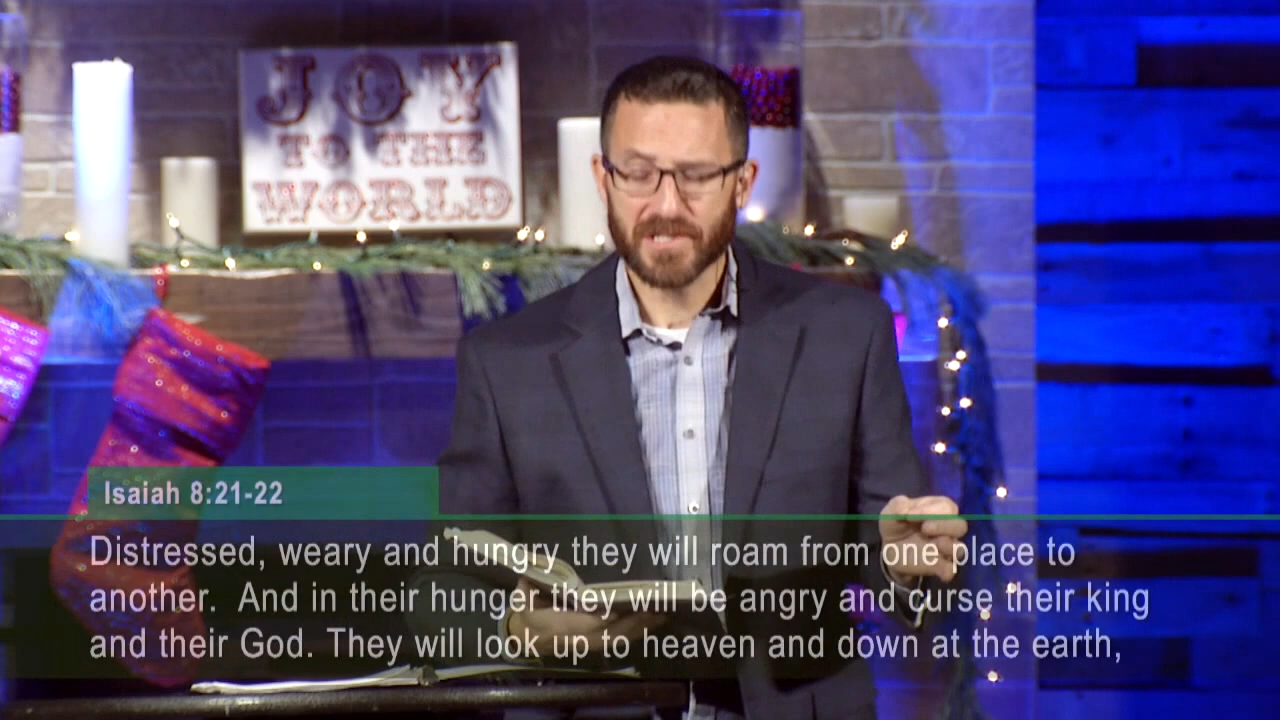 JOY
TO THE
WORLD
Isaiah 8:21-22
Distressed, weary and hungry they will roam from one place to
another. And in their hunger they will be angry and curse their king
and their God. They will look up to heaven and down at the earth,